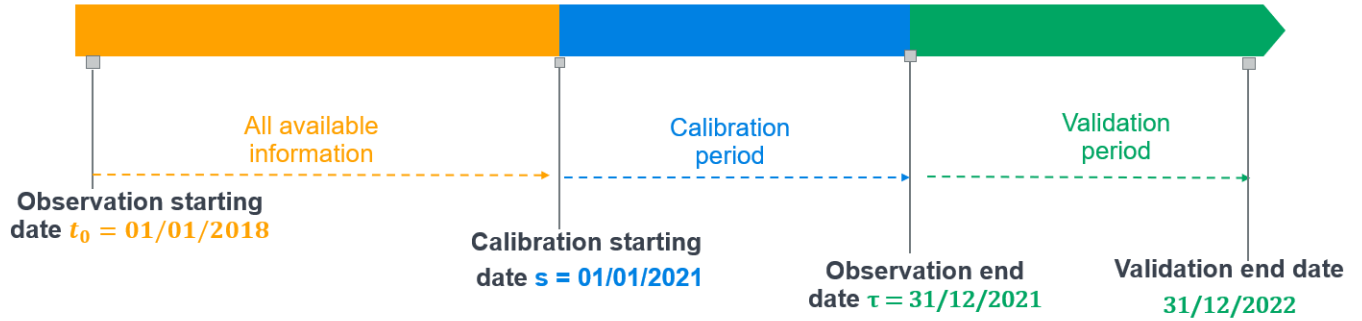 All available
information
Calibration
period
Validation
period
Observation starting
date t₀ = 01/01/2018
Calibration starting
date s = 01/01/2021
Observation end
date τ = 31/12/2021
Validation end date
31/12/2022